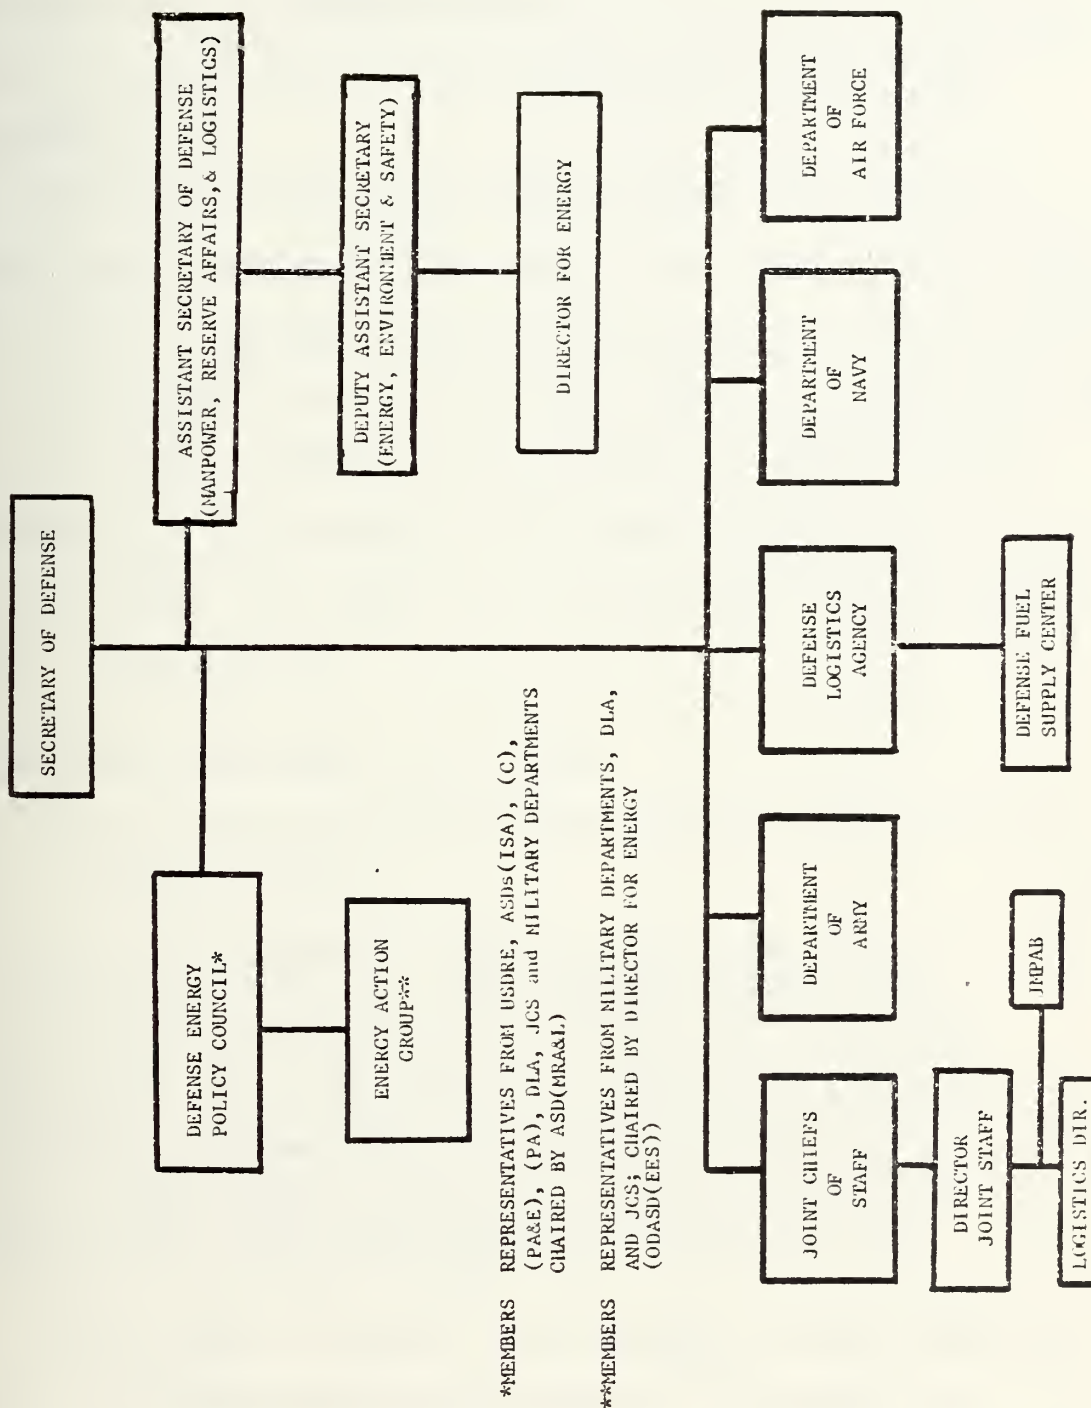 SECRETARY OF DEFENSE
ASSISTANT SECRETARY OF DEFENSE
(MANPOWER, RESERVE AFFAIRS,& LOGISTICS)
DEPUTY ASSISTANT SECRETARY
(ENERGY, ENVIRONMENT & SAFETY)
DIRECTOR FOR ENERGY
DEFENSE ENERGY
POLICY COUNCIL*
ENERGY ACTION
GROUP**
*MEMBERS REPRESENTATIVES FROM USDRE, ASDs(ISA), (C),
(PA&E), (PA), DLA, JCS and MILITARY DEPARTMENTS
CHAIRED BY ASD(MRA&L)
**MEMBERS REPRESENTATIVES FROM MILITARY DEPARTMENTS, DLA,
AND JCS; CHAIRED BY DIRECTOR FOR ENERGY
(ODASD(EES))
JOINT CHIEFS
OF
STAFF
DEPARTMENT
OF
ARMY
DEFENSE
LOGISTICS
AGENCY
DEPARTMENT
OF
NAVY
DEPARTMENT
OF
AIR FORCE
DIRECTOR
JOINT STAFF
JMPAB
LOGISTICS DIR.
DEFENSE FUEL
SUPPLY CENTER